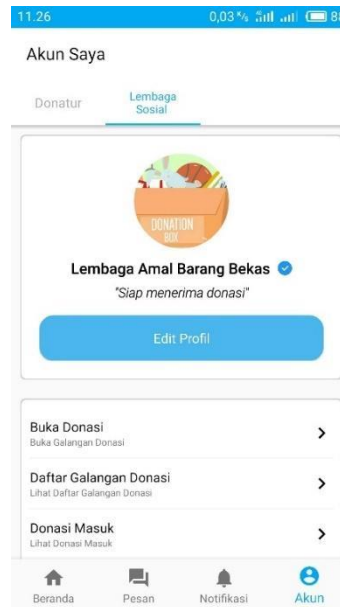 11.26
0,03 K/s
Akun Saya
Donatur
Lembaga
Sosial
DONATION
BOX
Lembaga Amal Barang Bekas
"Siap menerima donasi"
Edit Profil
Buka Donasi
Buka Galangan Donasi
Daftar Galangan Donasi
Lihat Daftar Galangan Donasi
Donasi Masuk
Lihat Donasi Masuk
Beranda
Pesan
Notifikasi
Akun